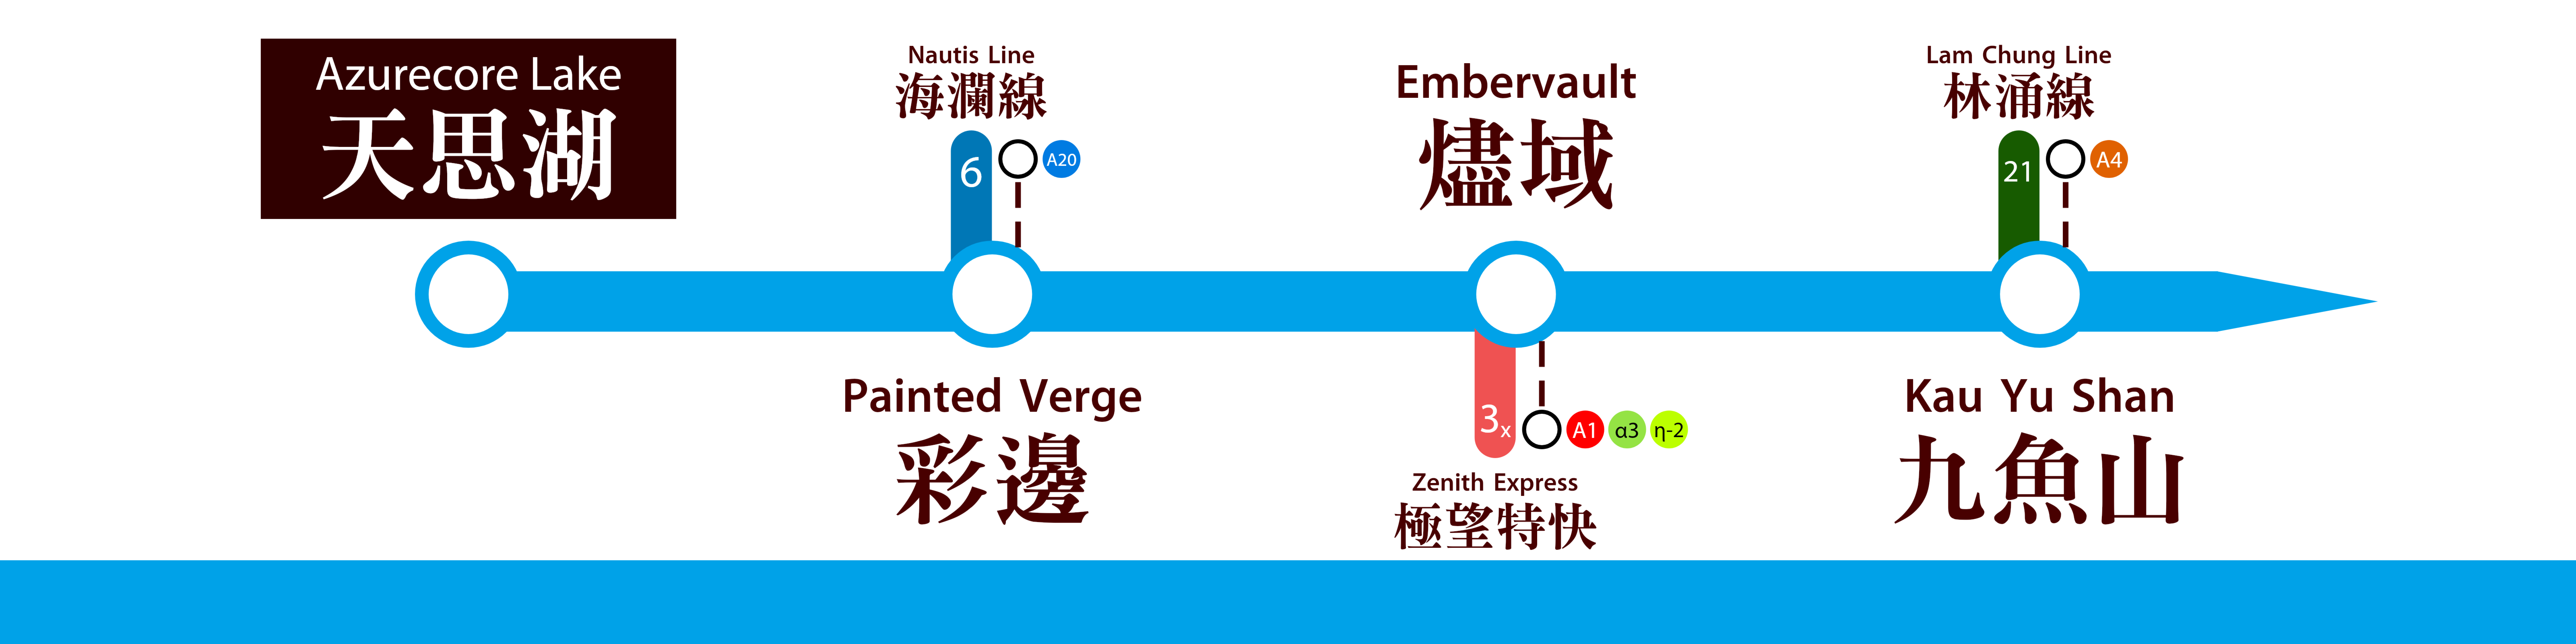 Azurecore Lake
天思湖
Nautis Line
海瀾線
6
A20
Painted Verge
彩邊
Embervault
燼域
3x
A1
α3
η-2
Zenith Express
極望特快
Lam Chung Line
林涌線
21
A4
Kau Yu Shan
九魚山